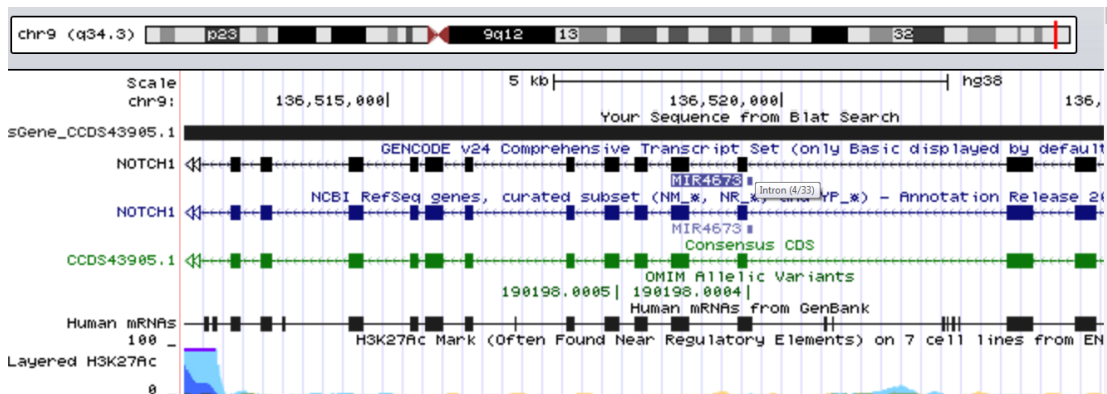 chr9 (q34.3) p23 9q12 13 32
Scale 5 kb hg38
chr9: 136,515,000| 136,520,000| 136,
Your Sequence from Blat Search
sGene_CCDS43905.1
GENCODE v24 Comprehensive Transcript Set (only Basic displayed by default
NOTCH1
MIR4673
Intron (4/33)
NCBI RefSeq genes, curated subset (NM_*, NR_*, and YP_*) - Annotation Release 20
NOTCH1
MIR4673
Consensus CDS
CCDS43905.1
OMIM Allelic Variants
190198.0005| 190198.0004|
Human mRNAs from GenBank
Human mRNAs
100 _ H3K27Ac Mark (Often Found Near Regulatory Elements) on 7 cell lines from EN
Layered H3K27Ac
0